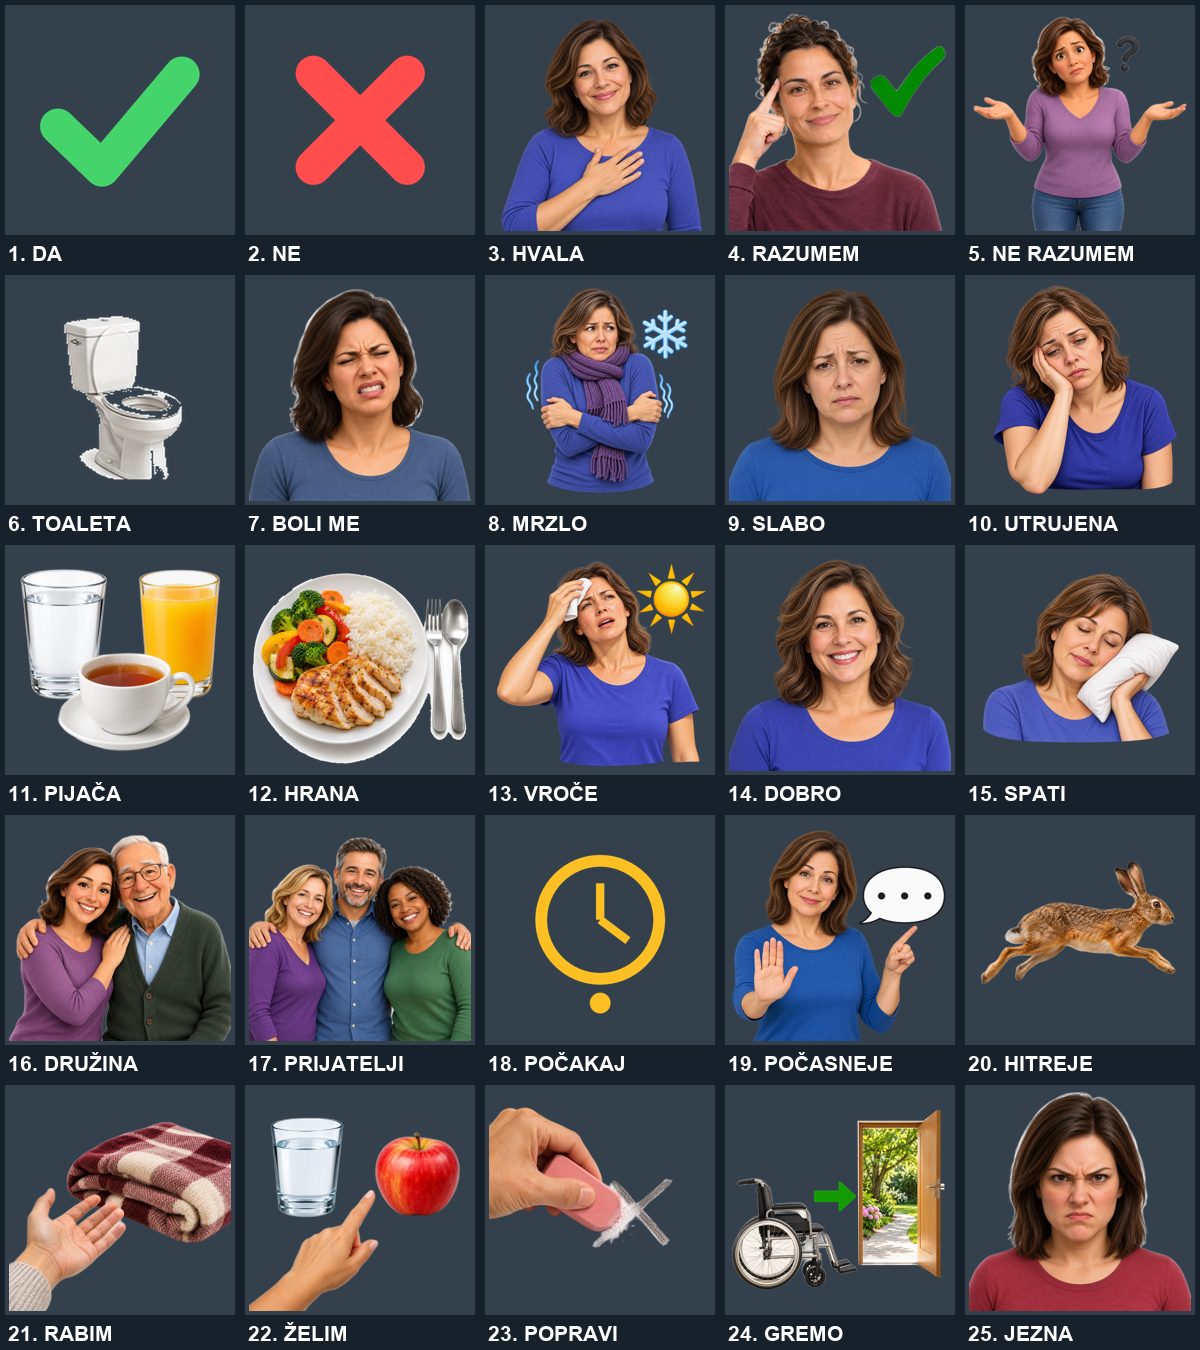 1. DA
2. NE
3. HVALA
4. RAZUMEM
5. NE RAZUMEM
?
6. TOALETA
7. BOLI ME
8. MRZLO
9. SLABO
10. UTRUJENA
11. PIJAČA
12. HRANA
13. VROČE
14. DOBRO
15. SPATI
16. DRUŽINA
17. PRIJATELJI
18. POČAKAJ
19. POČASNEJE
20. HITREJE
21. RABIM
22. ŽELIM
23. POPRAVI
24. GREMO
25. JEZNA